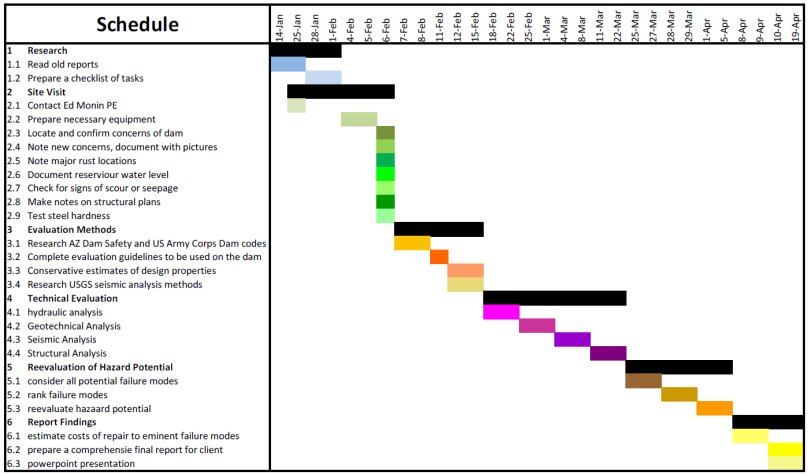 Schedule
14-Jan 25-Jan 28-Jan 1-Feb 4-Feb 5-Feb 6-Feb 7-Feb 8-Feb 11-Feb 12-Feb 15-Feb 18-Feb 22-Feb 25-Feb 1-Mar 4-Mar 8-Mar 11-Mar 22-Mar 25-Mar 27-Mar 28-Mar 29-Mar 1-Apr 5-Apr 8-Apr 9-Apr 10-Apr 19-Apr
1 Research
1.1 Read old reports
1.2 Prepare a checklist of tasks
2 Site Visit
2.1 Contact Ed Monin PE
2.2 Prepare necessary equipment
2.3 Locate and confirm concerns of dam
2.4 Note new concerns, document with pictures
2.5 Note major rust locations
2.6 Document reserviour water level
2.7 Check for signs of scour or seepage
2.8 Make notes on structural plans
2.9 Test steel hardness
3 Evaluation Methods
3.1 Research AZ Dam Safety and US Army Corps Dam codes
3.2 Complete evaluation guidelines to be used on the dam
3.3 Conservative estimates of design properties
3.4 Research USGS seismic analysis methods
4 Technical Evaluation
4.1 hydraulic analysis
4.2 Geotechnical Analysis
4.3 Seismic Analysis
4.4 Structural Analysis
5 Reevaluation of Hazard Potential
5.1 consider all potential failure modes
5.2 rank failure modes
5.3 reevaluate hazaard potential
6 Report Findings
6.1 estimate costs of repair to eminent failure modes
6.2 prepare a comprehensie final report for client
6.3 powerpoint presentation